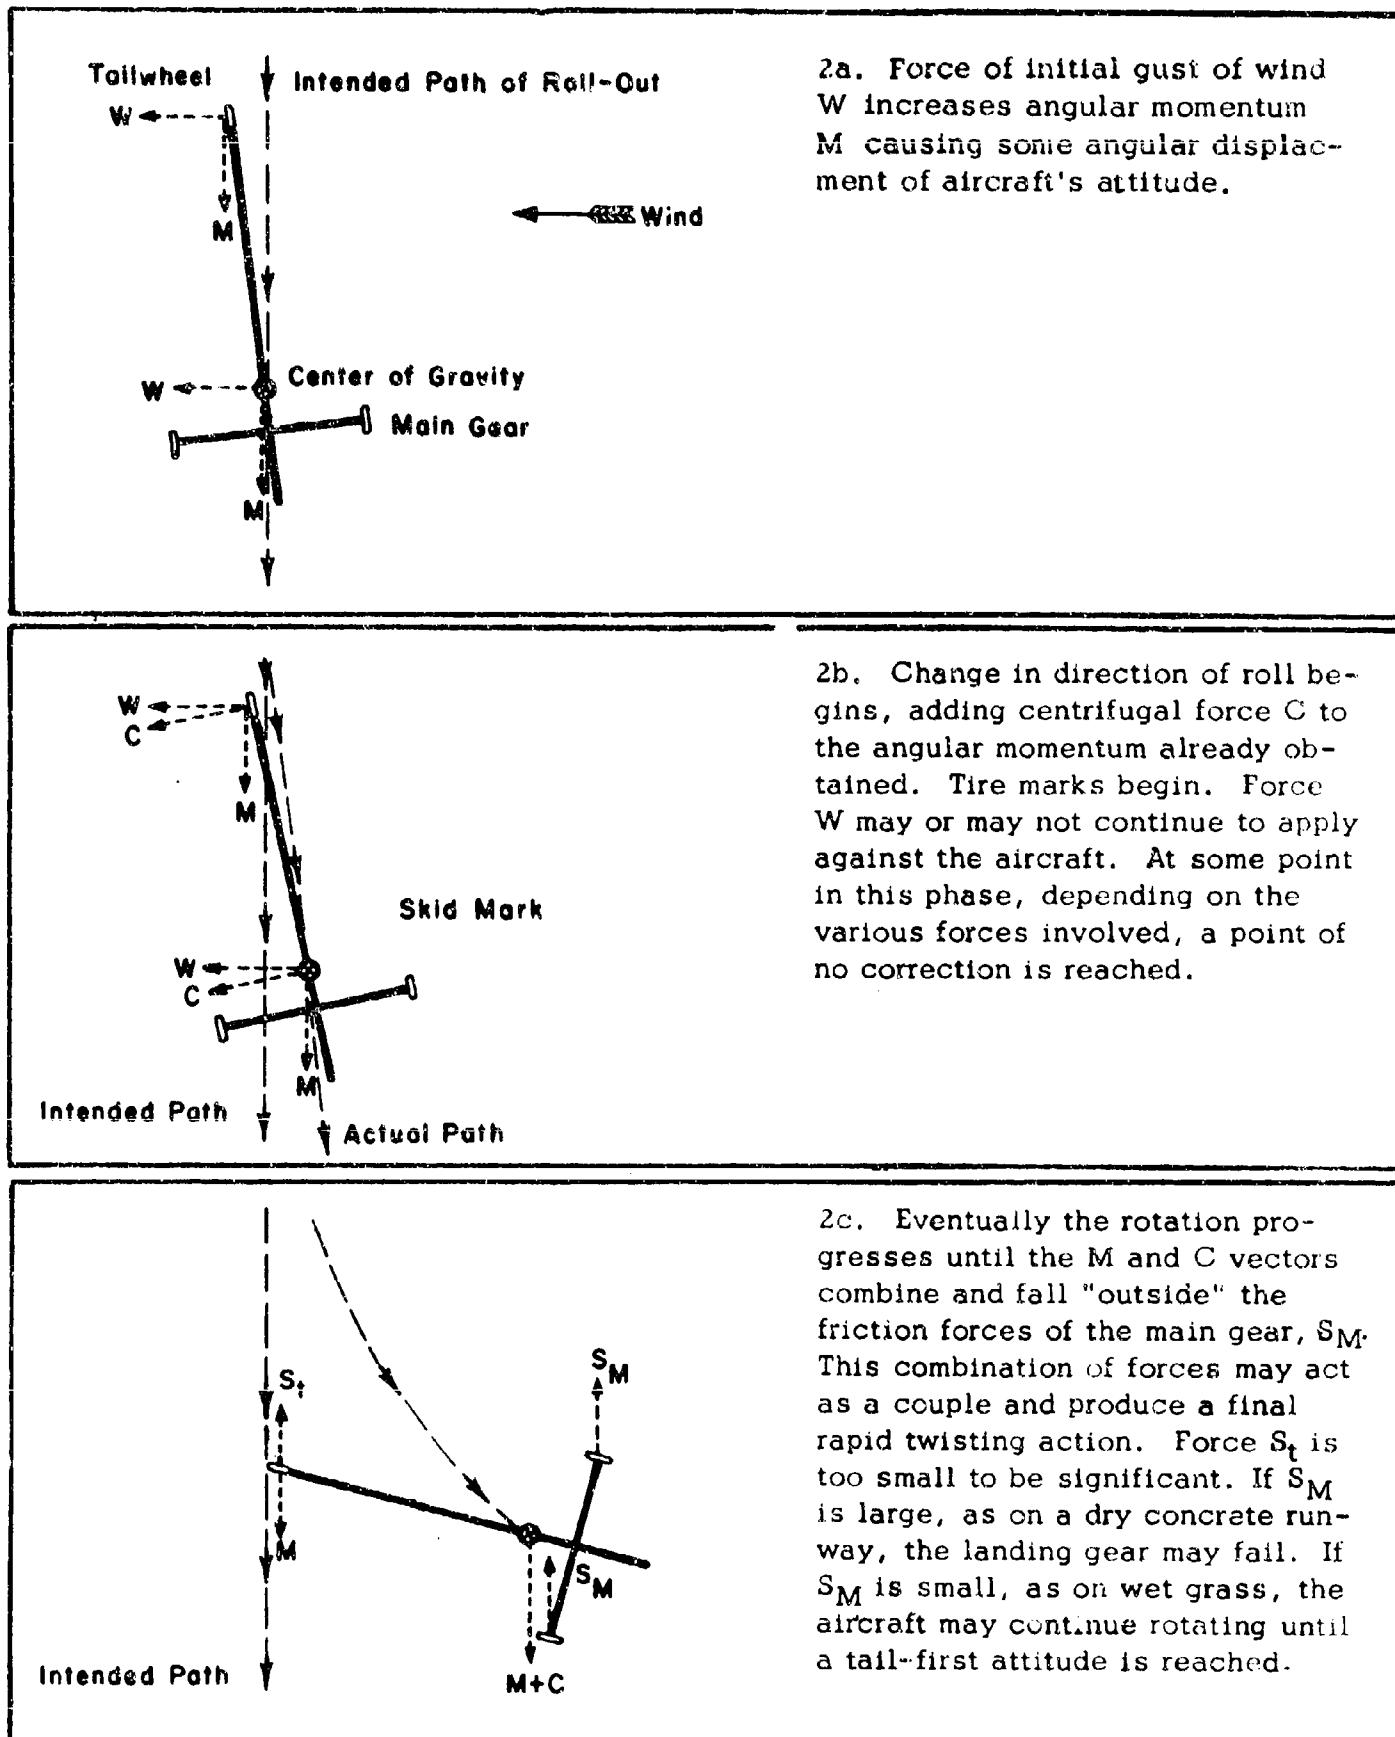 Tailwheel
Intended Path of Roll-Out
W
M
Wind
W
Center of Gravity
Main Gear
M
2a. Force of initial gust of wind
W increases angular momentum
M causing some angular displac-
ment of aircraft's attitude.
W
C
M
Skid Mark
W
C
M
Intended Path
Actual Path
2b. Change in direction of roll be-
gins, adding centrifugal force C to
the angular momentum already ob-
tained. Tire marks begin. Force
W may or may not continue to apply
against the aircraft. At some point
in this phase, depending on the
various forces involved, a point of
no correction is reached.
S_t
S_M
M
S_M
M+C
Intended Path
2c. Eventually the rotation pro-
gresses until the M and C vectors
combine and fall "outside" the
friction forces of the main gear, S_M.
This combination of forces may act
as a couple and produce a final
rapid twisting action. Force S_t is
too small to be significant. If S_M
is large, as on a dry concrete run-
way, the landing gear may fail. If
S_M is small, as on wet grass, the
aircraft may continue rotating until
a tail-first attitude is reached.